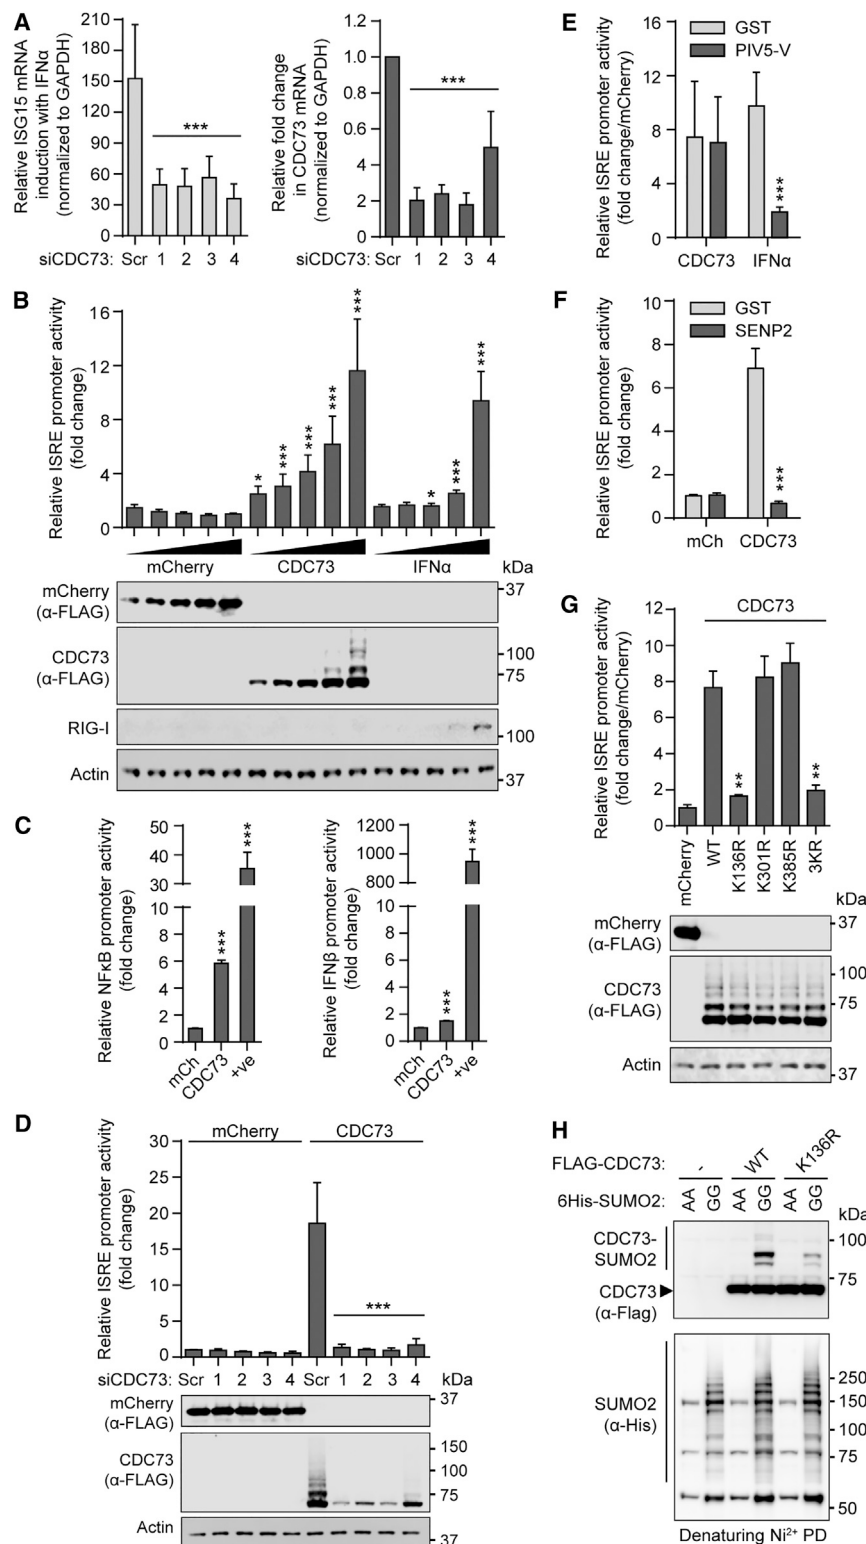 A
Relative ISG15 mRNA
induction with IFNα
(normalized to GAPDH)
210
180
150
120
90
60
30
0
***
siCDC73: Scr 1 2 3 4
Relative fold change
in CDC73 mRNA
(normalized to GAPDH)
1.2
1.0
0.8
0.6
0.4
2
0
***
siCDC73: Scr 1 2 3 4
B
Relative ISRE promoter activity
(fold change)
16
12
8
4
0
* *** *** *** *** * *** ***
mCherry CDC73 IFNα kDa
mCherry
(α-FLAG)
37
CDC73
(α-FLAG)
100
75
RIG-I
100
Actin
37
C
Relative NFκB promoter activity
(fold change)
50
40
30
10
8
6
4
2
0
*** ***
mCh CDC73 +ve
Relative IFNβ promoter activity
(fold change)
1200
1000
800
10
8
6
4
2
0
*** ***
mCh CDC73 +ve
D
Relative ISRE promoter activity
(fold change)
30
25
20
15
10
5
0
mCherry CDC73
***
siCDC73: Scr 1 2 3 4 Scr 1 2 3 4 kDa
mCherry
(α-FLAG)
37
CDC73
(α-FLAG)
150
100
75
Actin
37
E
Relative ISRE promoter activity
(fold change/mCherry)
16
12
8
4
0
GST
PIV5-V
***
CDC73 IFNα
F
Relative ISRE promoter activity
(fold change)
10
8
6
4
2
0
GST
SENP2
***
mCh CDC73
G
Relative ISRE promoter activity
(fold change/mCherry)
12
10
8
6
4
2
0
CDC73
** **
mCherry WT K136R K301R K385R 3KR
kDa
mCherry
(α-FLAG)
37
CDC73
(α-FLAG)
100
75
Actin
37
H
FLAG-CDC73: - WT K136R
6His-SUMO2: AA GG AA GG AA GG
kDa
CDC73-
SUMO2
100
75
CDC73
(α-Flag)
SUMO2
(α-His)
250
150
100
75
50
Denaturing Ni²⁺ PD